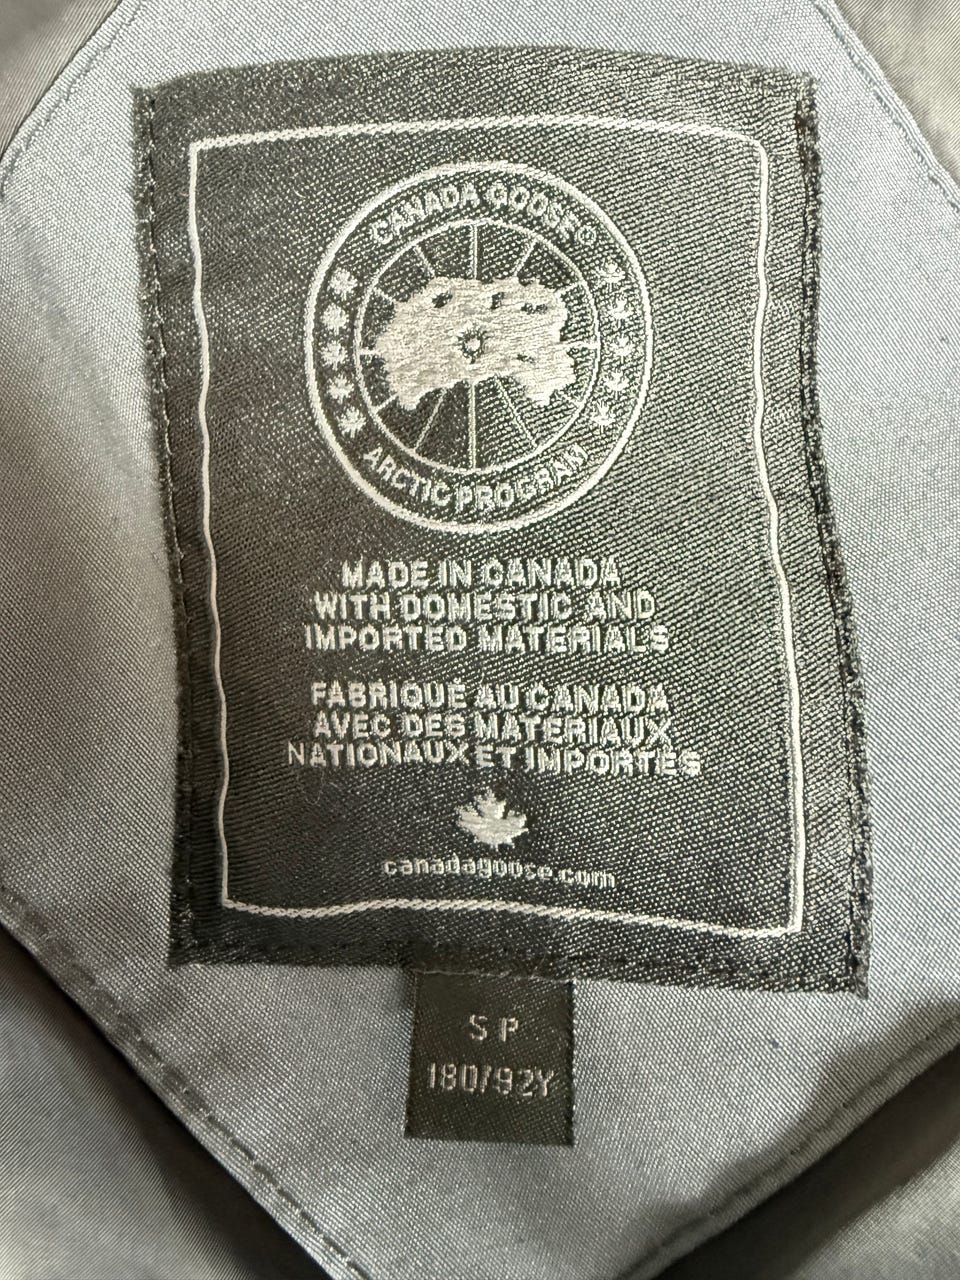 CANADA GOOSE®
ARCTIC PROGRAM
MADE IN CANADA
WITH DOMESTIC AND
IMPORTED MATERIALS
FABRIQUÉ AU CANADA
AVEC DES MATERIAUX
NATIONAUX ET IMPORTÉS
canadagoose.com
S P
180/92Y